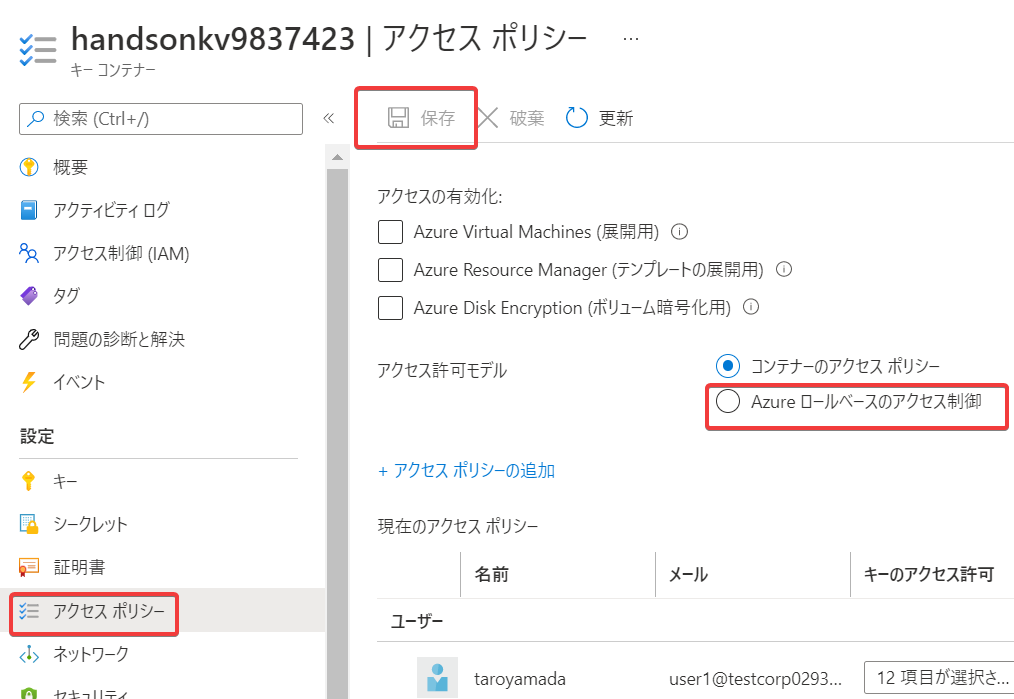 handsonkv9837423 | アクセス ポリシー ...
キー コンテナー
検索 (Ctrl+/)
«
保存
破棄
更新
概要
アクティビティ ログ
アクセス制御 (IAM)
タグ
問題の診断と解決
イベント
設定
キー
シークレット
証明書
アクセス ポリシー
ネットワーク
セキュリティ
アクセスの有効化:
Azure Virtual Machines (展開用)
Azure Resource Manager (テンプレートの展開用)
Azure Disk Encryption (ボリューム暗号化用)
アクセス許可モデル
コンテナーのアクセス ポリシー
Azure ロールベースのアクセス制御
+ アクセス ポリシーの追加
現在のアクセス ポリシー
名前 メール キーのアクセス許可
ユーザー
taroyamada user1@testcorp0293... 12 項目が選択さ...